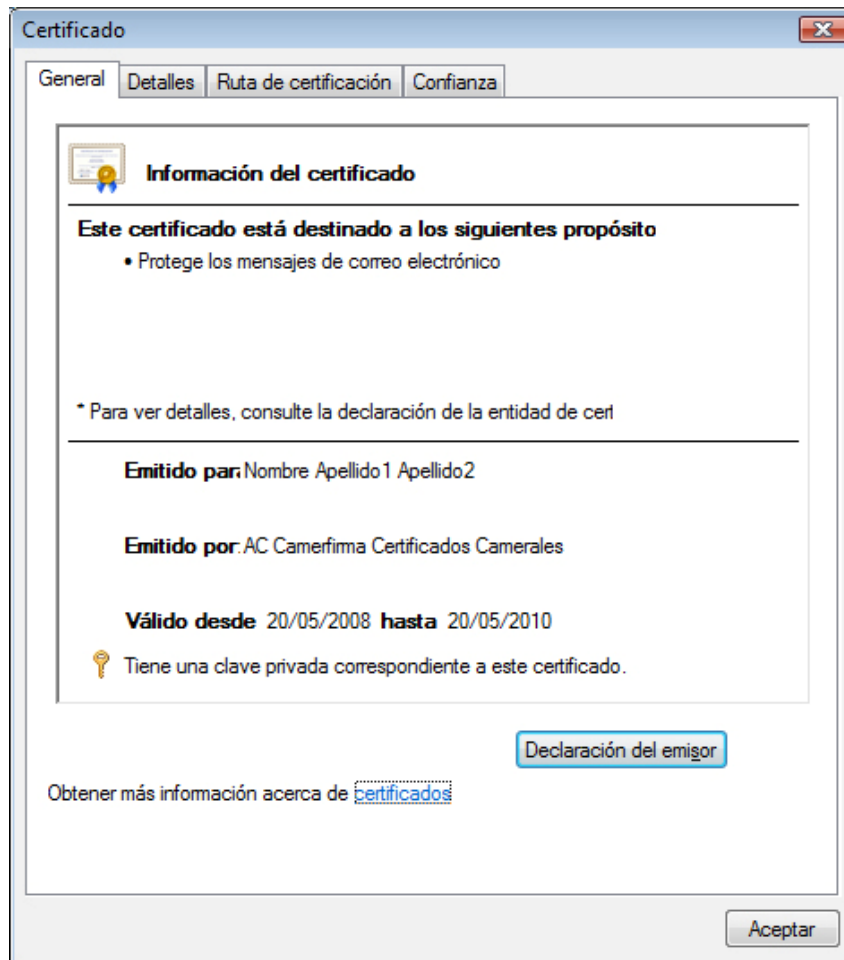 Certificado
General Detalles Ruta de certificación Confianza
Información del certificado
Este certificado está destinado a los siguientes propósito
• Protege los mensajes de correo electrónico
* Para ver detalles, consulte la declaración de la entidad de cert
Emitido para Nombre Apellido1 Apellido2
Emitido por: AC Camerfirma Certificados Camerales
Válido desde 20/05/2008 hasta 20/05/2010
Tiene una clave privada correspondiente a este certificado.
Declaración del emisor
Obtener más información acerca de certificados
Aceptar